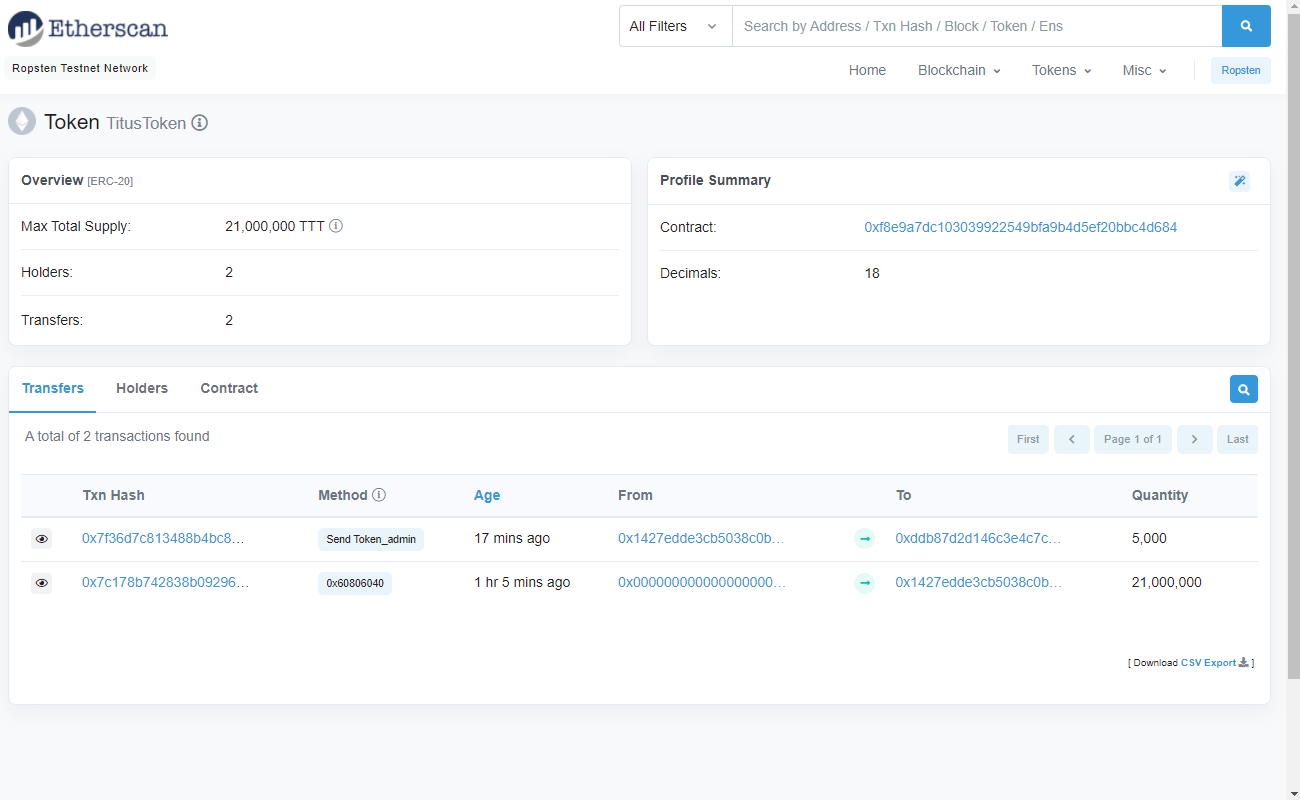 Etherscan
All Filters
Search by Address / Txn Hash / Block / Token / Ens
Ropsten Testnet Network
Home Blockchain Tokens Misc Ropsten
Token TitusToken
Overview [ERC-20]
Max Total Supply: 21,000,000 TTT
Holders: 2
Transfers: 2
Profile Summary
Contract: 0xf8e9a7dc103039922549bfa9b4d5ef20bbc4d684
Decimals: 18
Transfers Holders Contract
A total of 2 transactions found
First Page 1 of 1 Last
Txn Hash Method Age From To Quantity
0x7f36d7c813488b4bc8... Send Token_admin 17 mins ago 0x1427edde3cb5038c0b... 0xddb87d2d146c3e4c7c... 5,000
0x7c178b742838b09296... 0x60806040 1 hr 5 mins ago 0x000000000000000000... 0x1427edde3cb5038c0b... 21,000,000
[ Download CSV Export ]